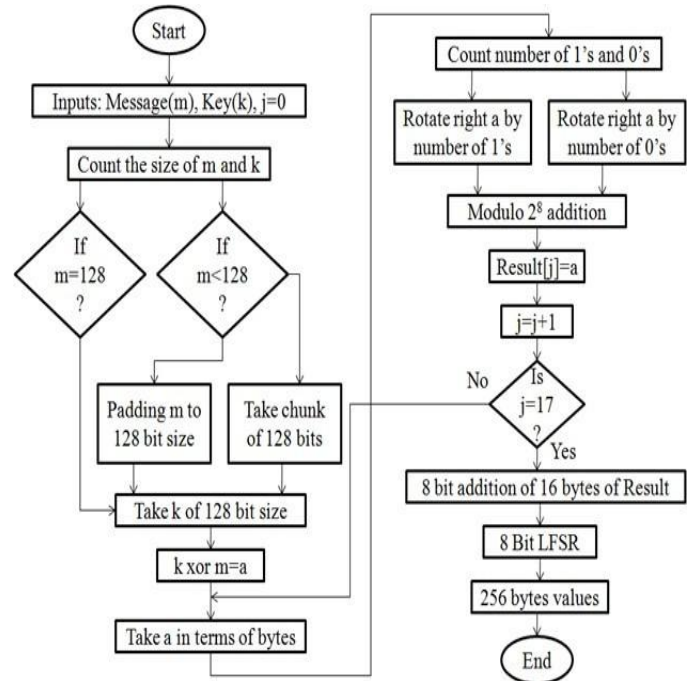 Start
Inputs: Message(m), Key(k), j=0
Count the size of m and k
If
m=128
?
If
m<128
?
Padding m to
128 bit size
Take chunk
of 128 bits
Take k of 128 bit size
k xor m=a
Take a in terms of bytes
Count number of 1’s and 0’s
Rotate right a by
number of 1’s
Rotate right a by
number of 0’s
Modulo 2⁸ addition
Result[j]=a
j=j+1
Is
j=17
?
No
Yes
8 bit addition of 16 bytes of Result
8 Bit LFSR
256 bytes values
End